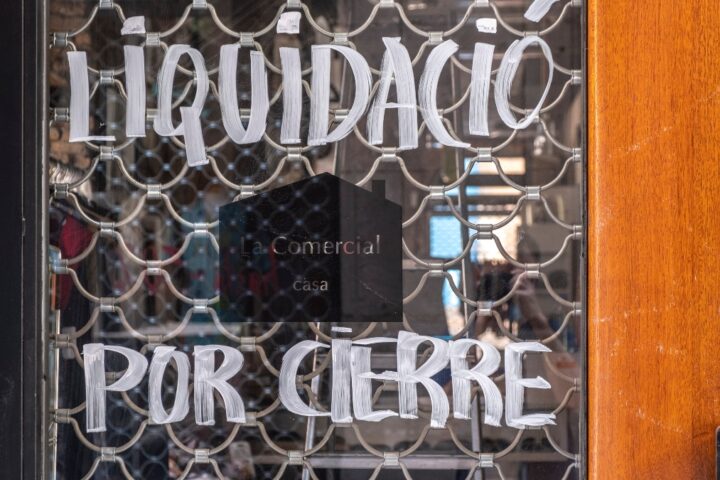 LIQUIDACIÓ
La Comercial
casa
POR CIERRE